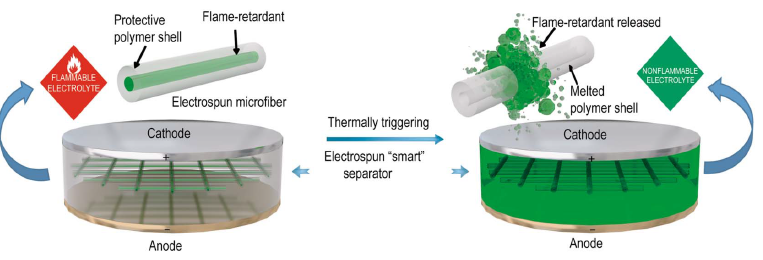 Protective
polymer shell
Flame-retardant
FLAMMABLE
ELECTROLYTE
Electrospun microfiber
Cathode
+
Anode
-
Thermally triggering
Electrospun “smart”
separator
Flame-retardant released
NONFLAMMABLE
ELECTROLYTE
Melted
polymer shell
Cathode
+
-
Anode